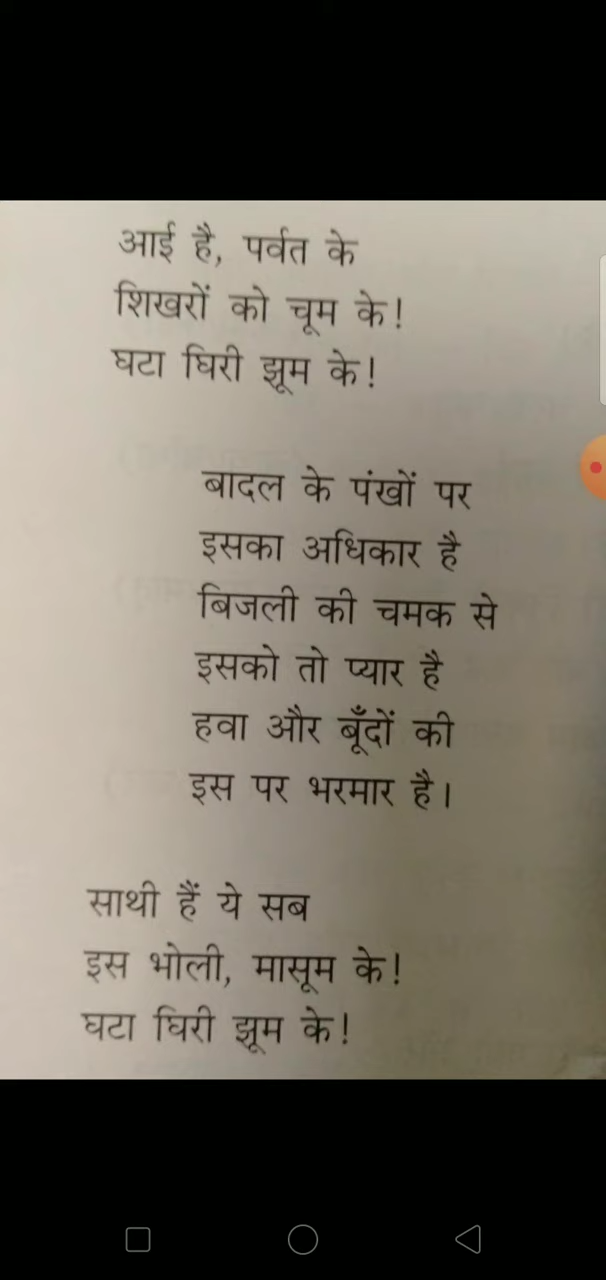 आई है, पर्वत के
शिखरों को चूम के!
घटा घिरी झूम के!
बादल के पंखों पर
इसका अधिकार है
बिजली की चमक से
इसको तो प्यार है
हवा और बूँदों की
इस पर भरमार है।
साथी हैं ये सब
इस भोली, मासूम के!
घटा घिरी झूम के!